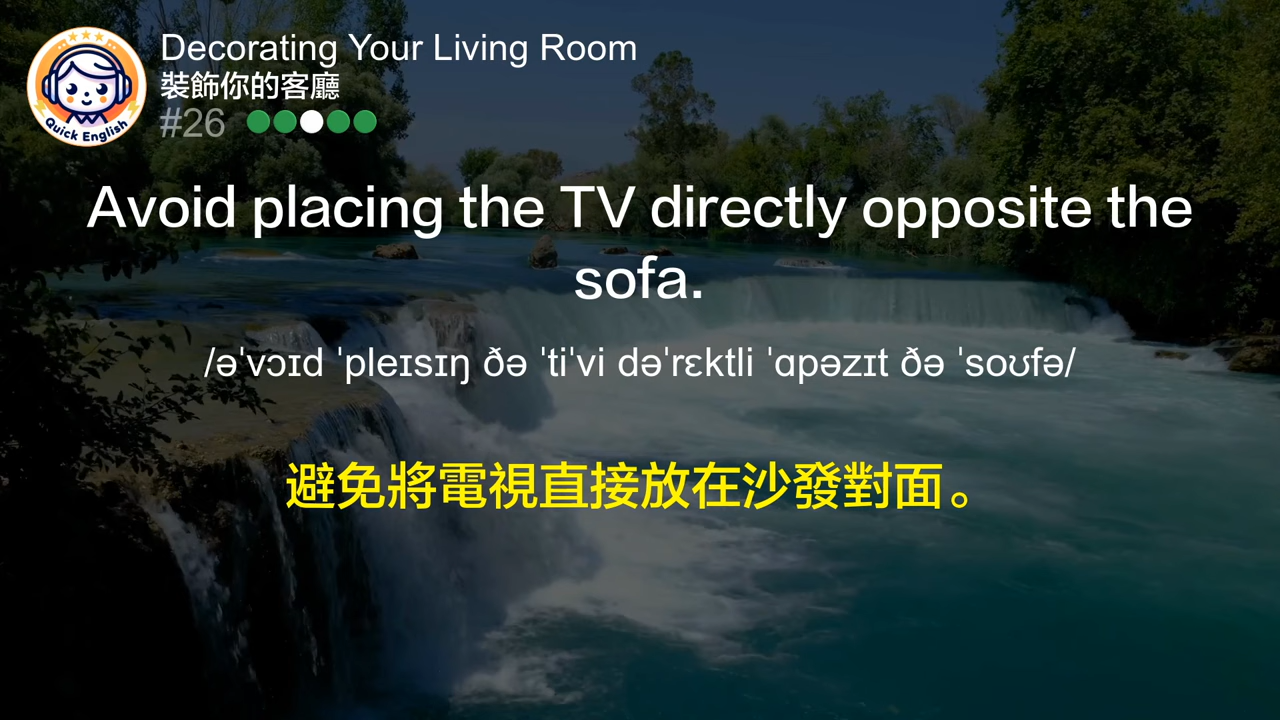 Decorating Your Living Room
裝飾你的客廳
#26
Quick English
Avoid placing the TV directly opposite the
sofa.
/əˈvɔɪd ˈpleɪsɪŋ ðə ˈtiˈvi dəˈrɛktli ˈɑpəzɪt ðə ˈsoʊfə/
避免將電視直接放在沙發對面。